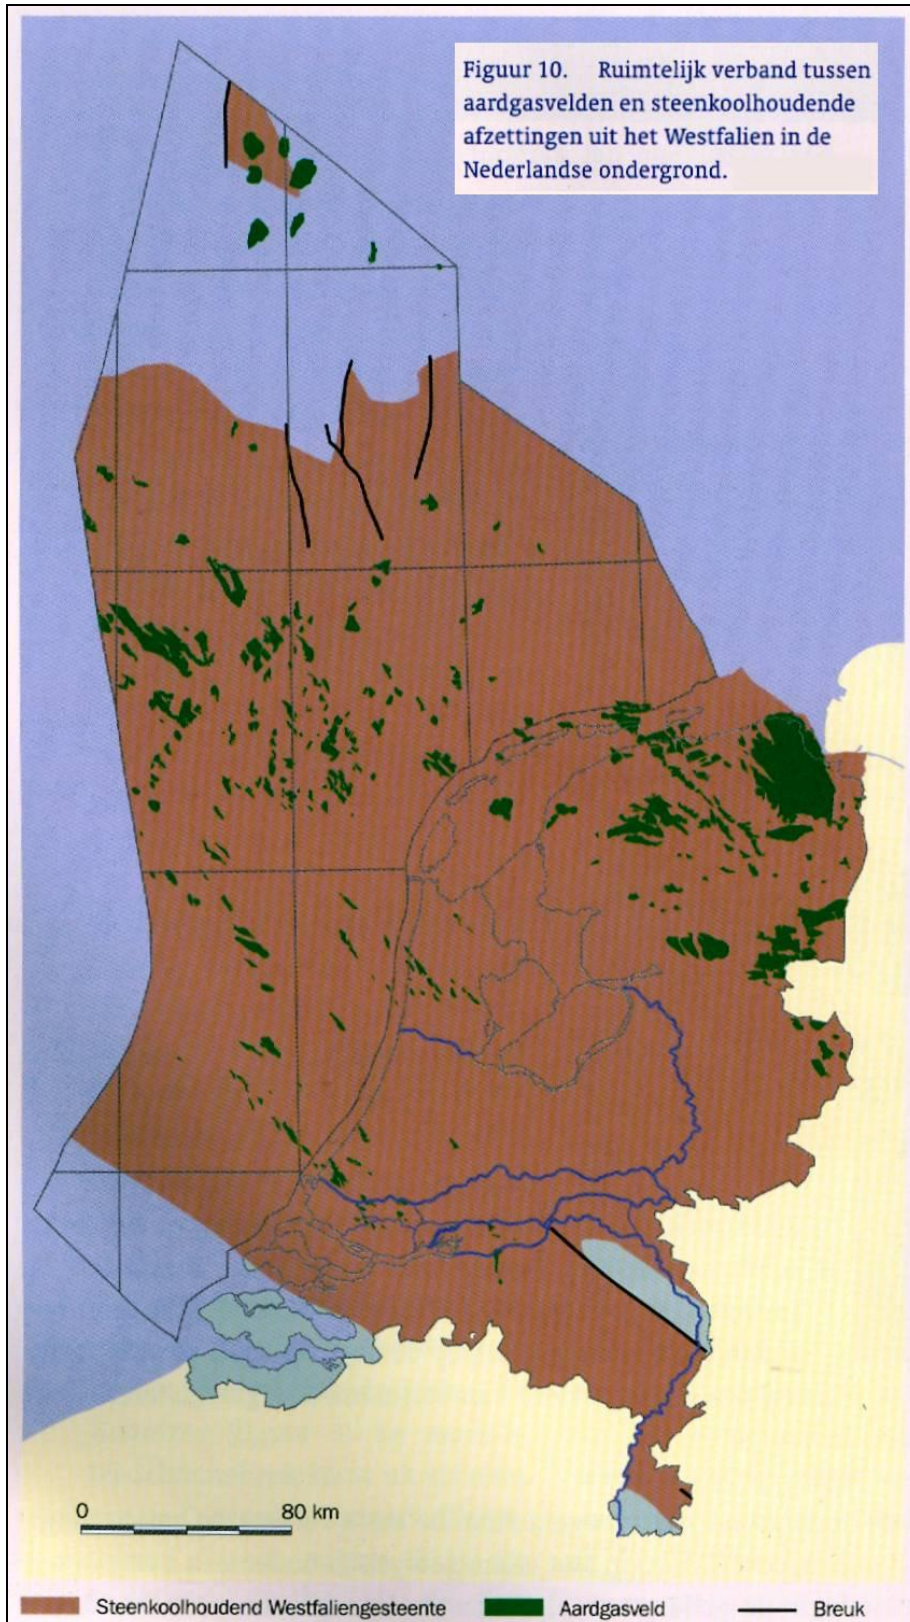 Figuur 10. Ruimtelijk verband tussen
aardgasvelden en steenkoolhoudende
afzettingen uit het Westfalien in de
Nederlandse ondergrond.
0 80 km
Steenkoolhoudend Westfaliengesteente Aardgasveld Breuk